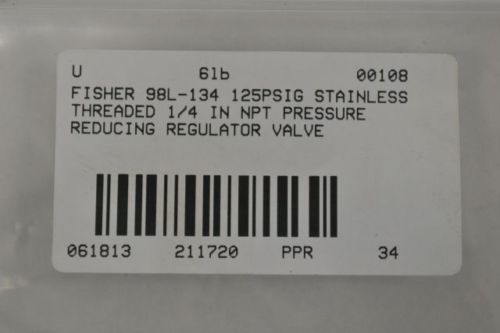 U 6lb 00108
FISHER 98L-134 125PSIG STAINLESS
THREADED 1/4 IN NPT PRESSURE
REDUCING REGULATOR VALVE
061813 211720 PPR 34